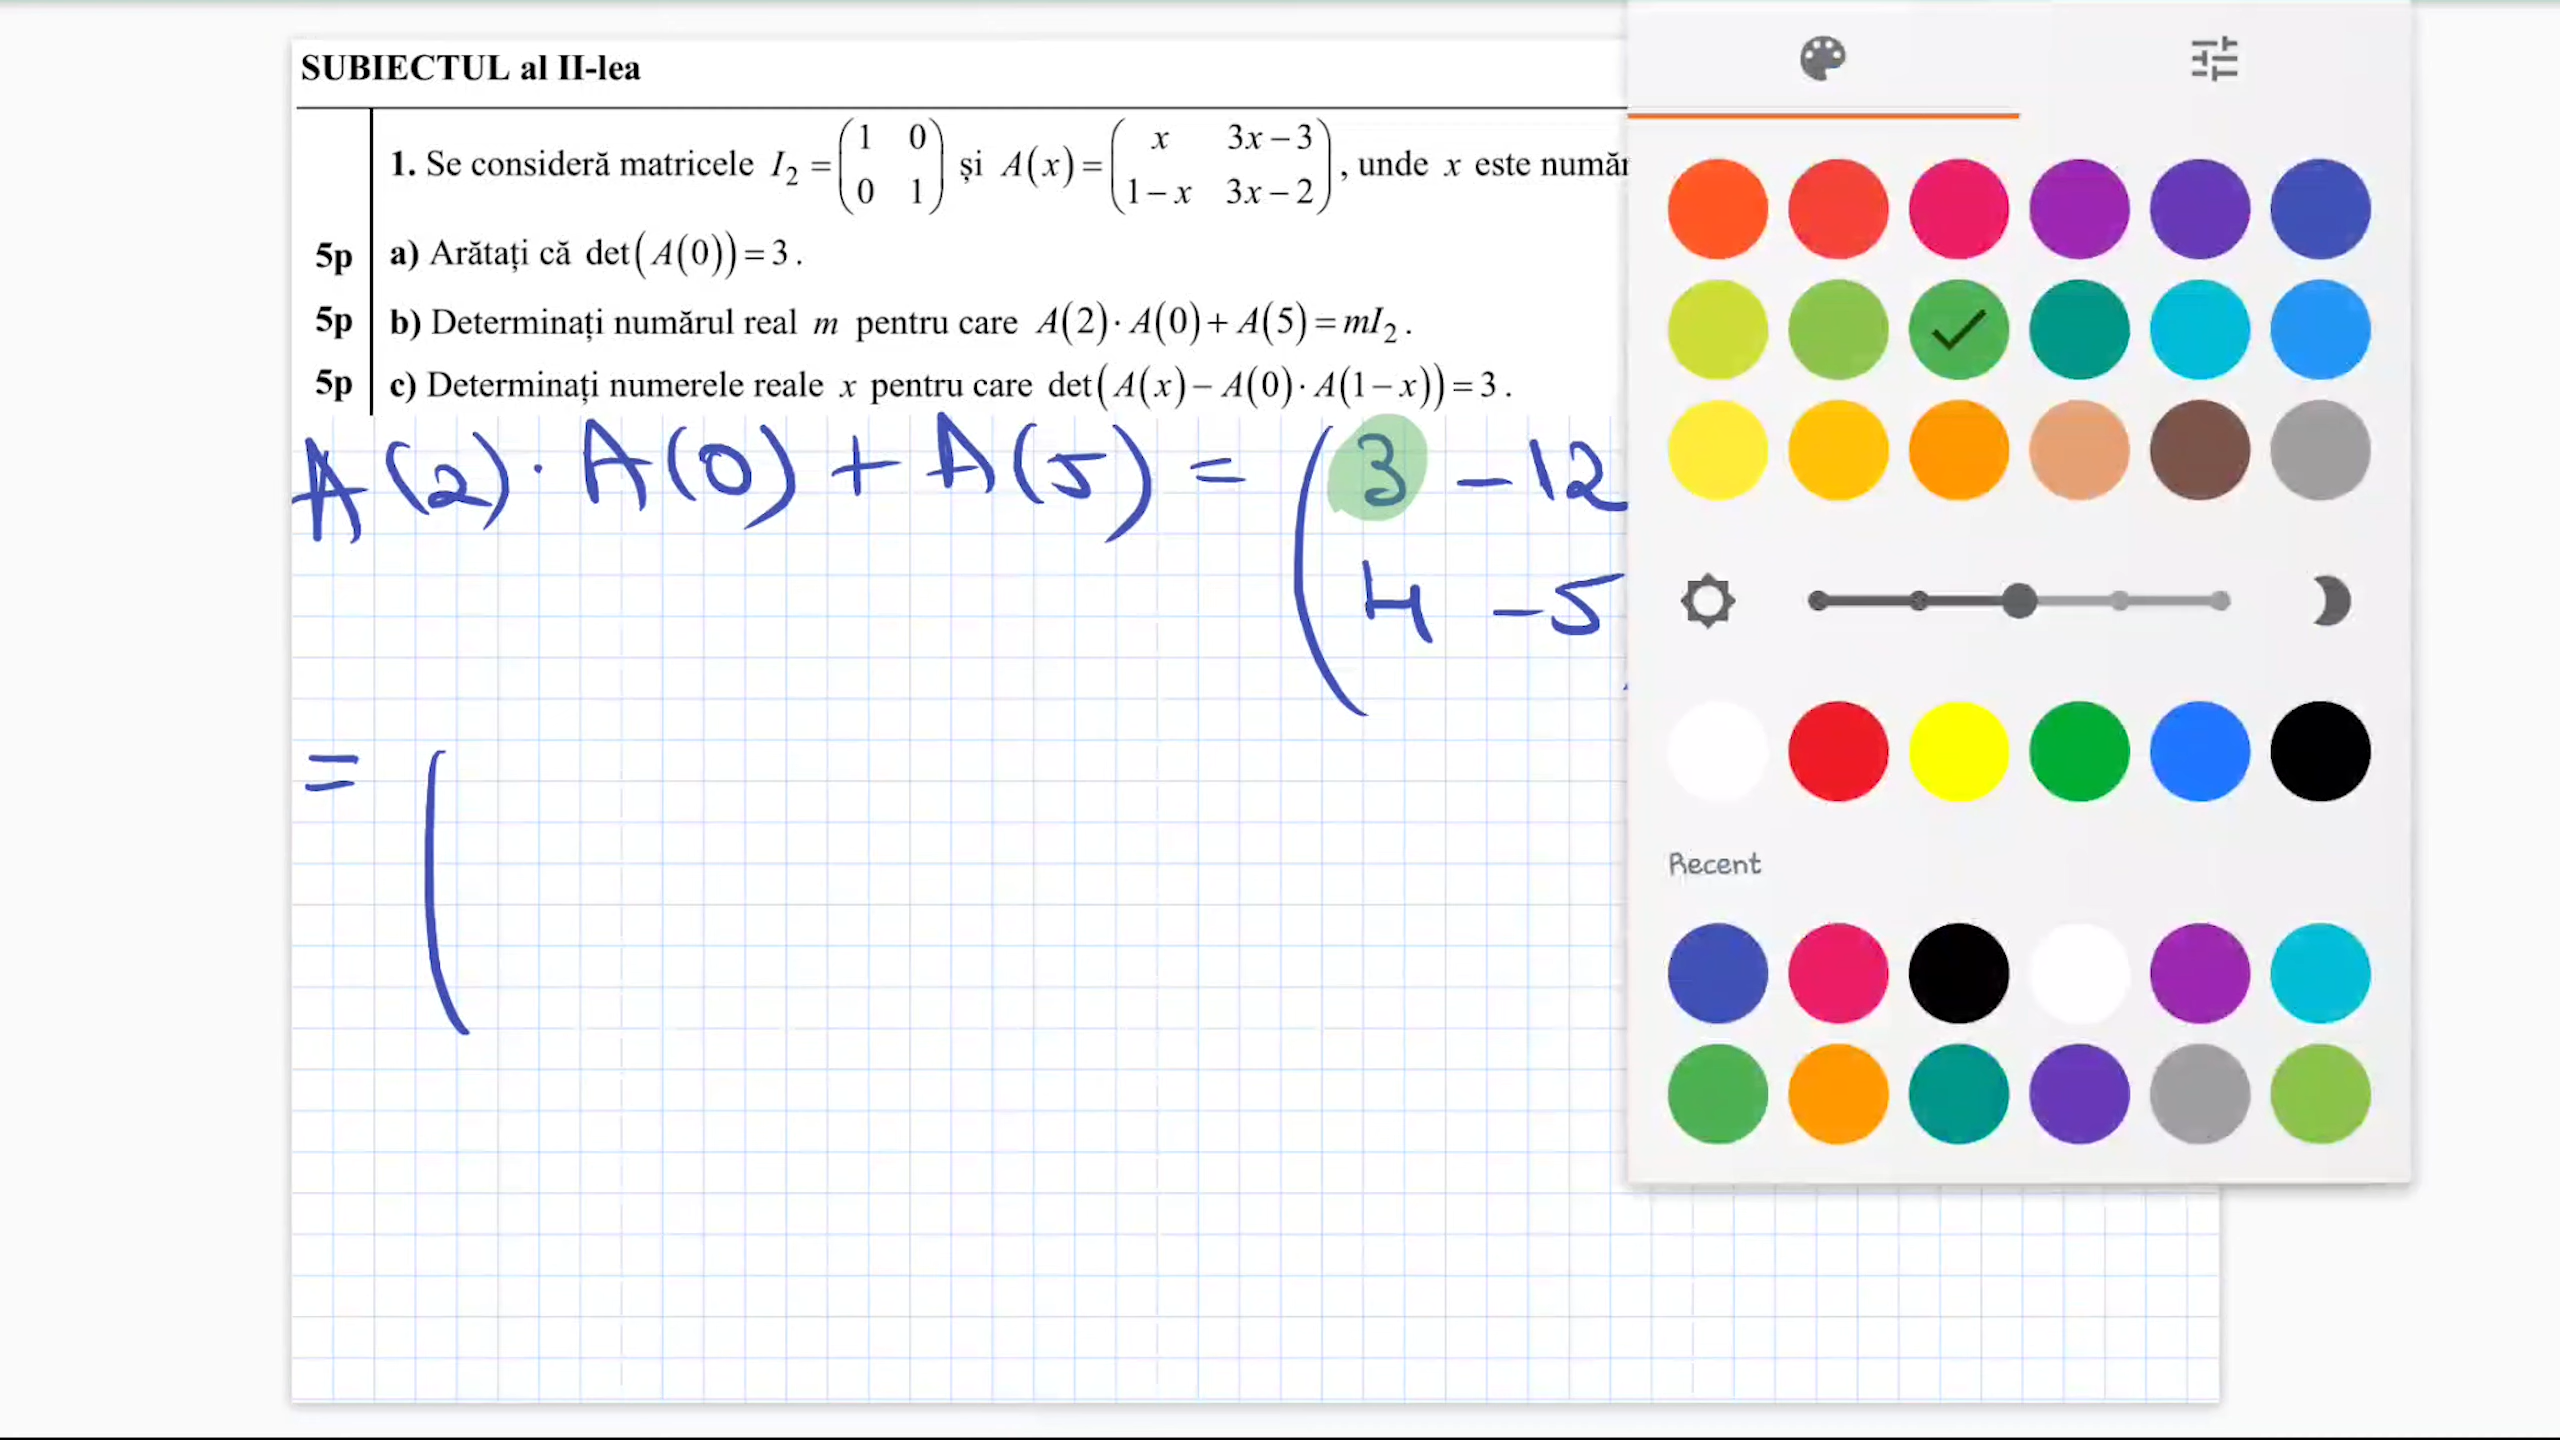 SUBIECTUL al II-lea
1. Se consideră matricele I₂ = (1 0; 0 1) și A(x) = (x 3x − 3; 1 − x 3x − 2), unde x este număr
5p a) Arătați că det(A(0)) = 3.
5p b) Determinați numărul real m pentru care A(2) · A(0) + A(5) = mI₂.
5p c) Determinați numerele reale x pentru care det(A(x) − A(0) · A(1 − x)) = 3.
A(2) · A(0) + A(5) = ( 3 −12
4 −5
= (
Recent